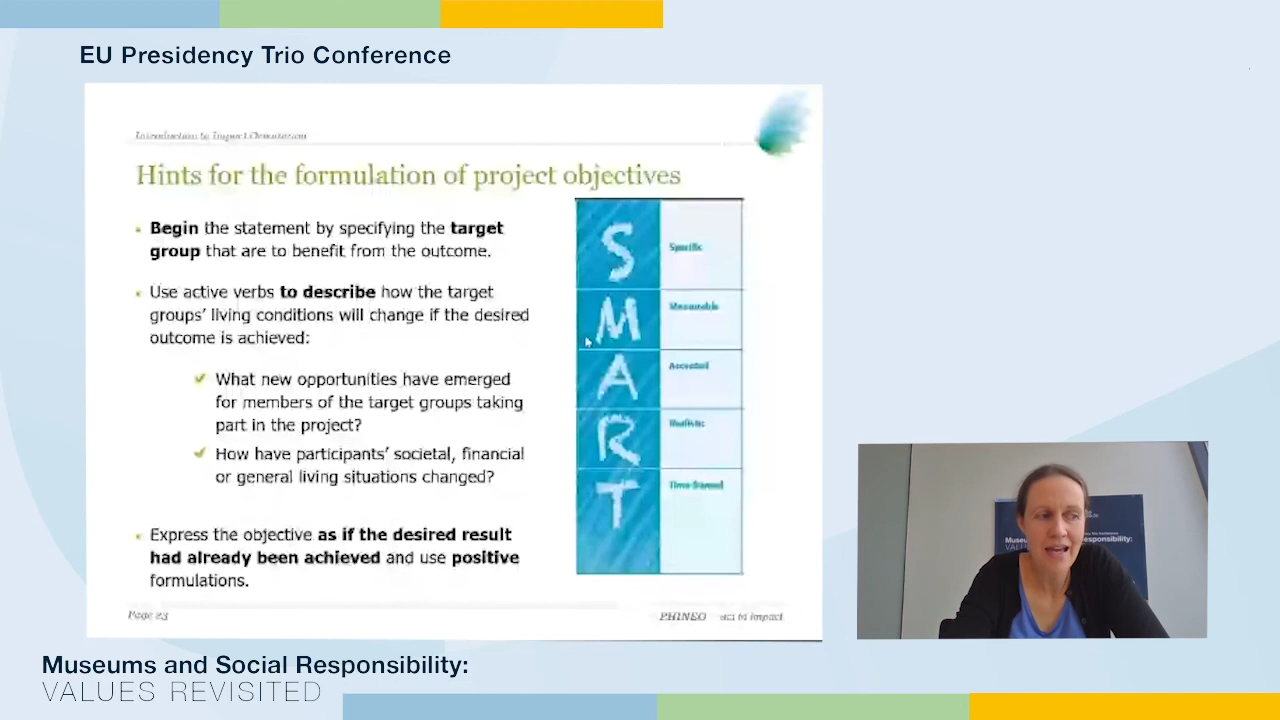 EU Presidency Trio Conference
Introduction to Impact
Hints for the formulation of project objectives
Begin the statement by specifying the target
group that are to benefit from the outcome.
Use active verbs to describe how the target
groups' living conditions will change if the desired
outcome is achieved:
What new opportunities have emerged
for members of the target groups taking
part in the project?
How have participants' societal, financial
or general living situations changed?
Express the objective as if the desired result
had already been achieved and use positive
formulations.
S
Specific
M
Measurable
A
Accepted
R
Realistic
T
Page 23
PHINEO act to impact
Responsibility:
Museums and Social Responsibility:
VALUES REVISITED